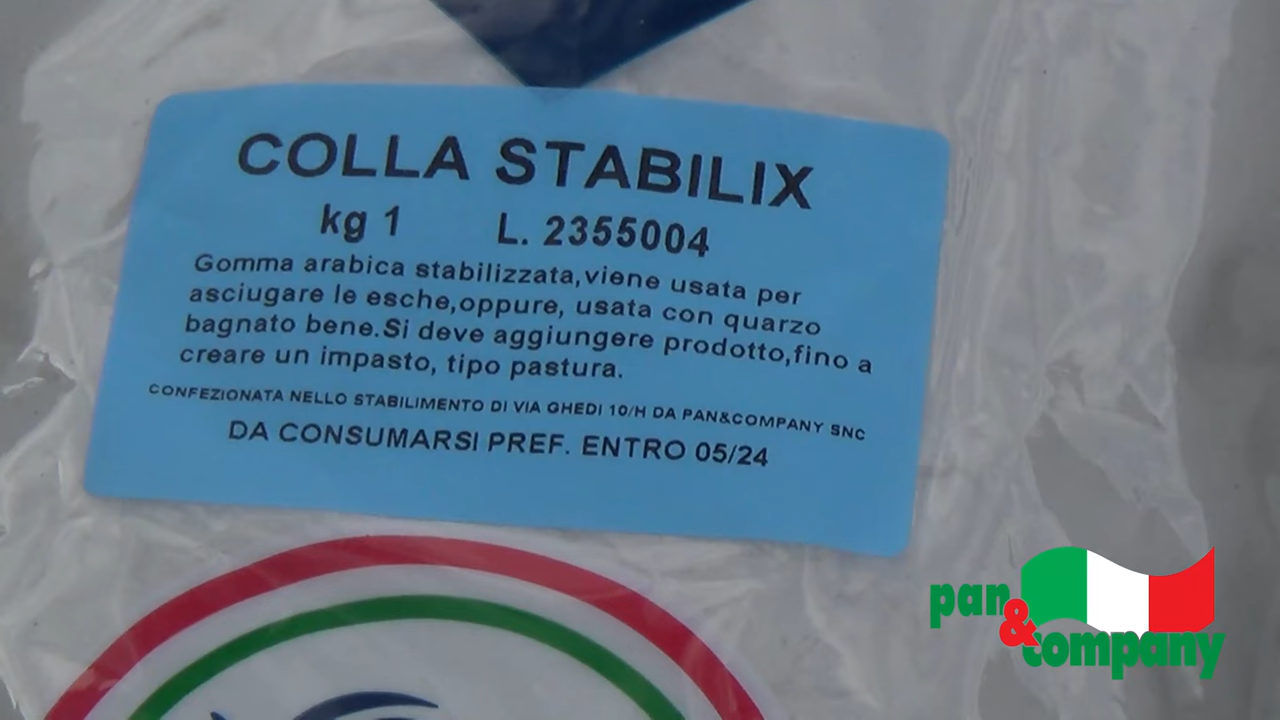 COLLA STABILIX
kg 1 L. 2355004
Gomma arabica stabilizzata,viene usata per
asciugare le esche,oppure, usata con quarzo
bagnato bene.Si deve aggiungere prodotto,fino a
creare un impasto, tipo pastura.
CONFEZIONATA NELLO STABILIMENTO DI VIA GHEDI 10/H DA PAN&COMPANY SNC
DA CONSUMARSI PREF. ENTRO 05/24
pan
&
company